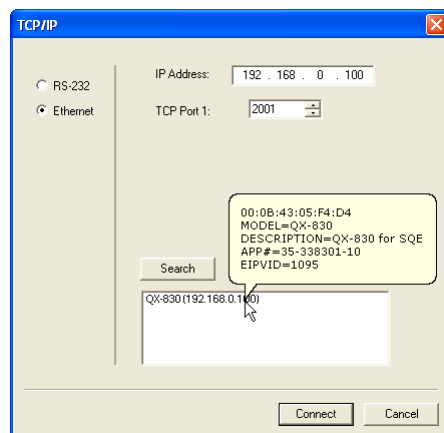 TCP/IP
RS-232
Ethernet
IP Address: 192 . 168 . 0 . 100
TCP Port 1: 2001
00:0B:43:05:F4:D4
MODEL=QX-830
DESCRIPTION=QX-830 for SQE
APP#=35-338301-10
EIPVID=1095
Search
QX-830 (192.168.0.100)
Connect
Cancel